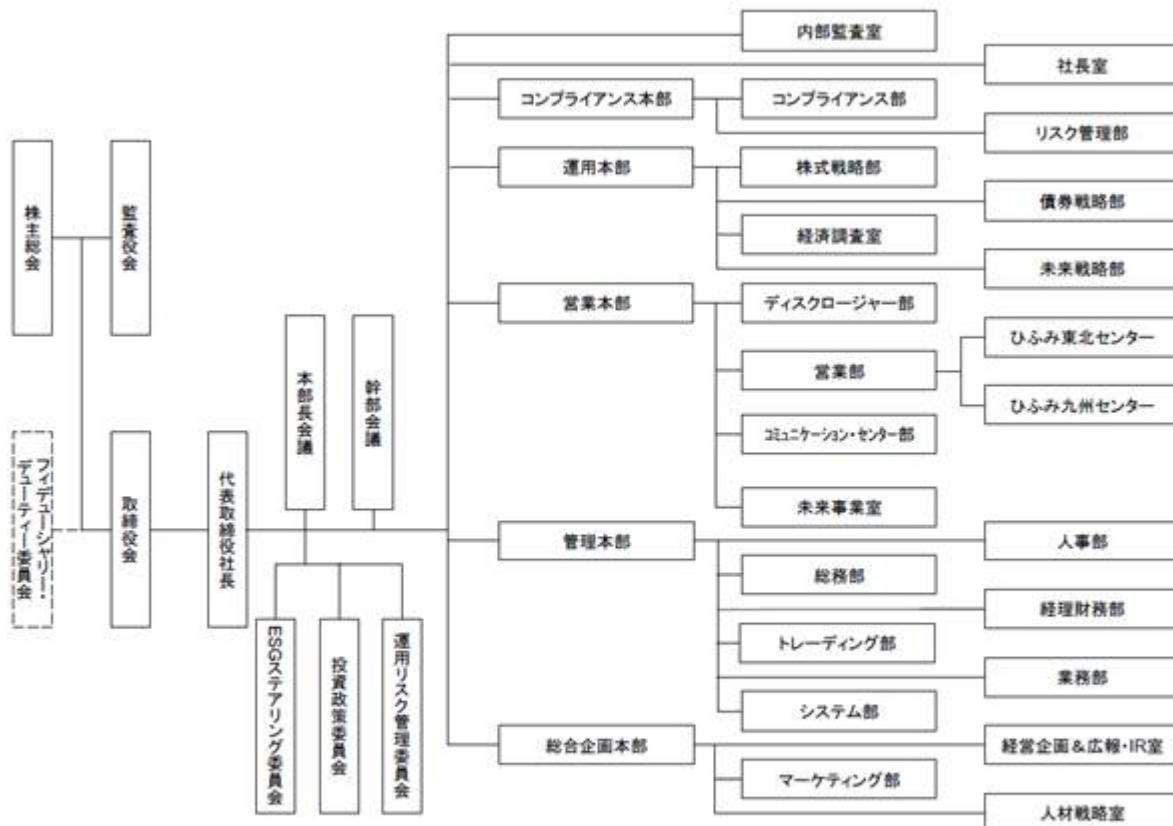 株主総会
監査役会
フィデューシャリー・
デューティー委員会
取締役会
代表取締役社長
本部長会議
幹部会議
ESGステアリング委員会
投資政策委員会
運用リスク管理委員会
内部監査室
社長室
コンプライアンス本部
コンプライアンス部
リスク管理部
運用本部
株式戦略部
債券戦略部
経済調査室
未来戦略部
営業本部
ディスクロージャー部
営業部
ひふみ東北センター
ひふみ九州センター
コミュニケーション・センター部
未来事業室
管理本部
人事部
総務部
経理財務部
トレーディング部
業務部
システム部
総合企画本部
経営企画&広報・IR室
マーケティング部
人材戦略室